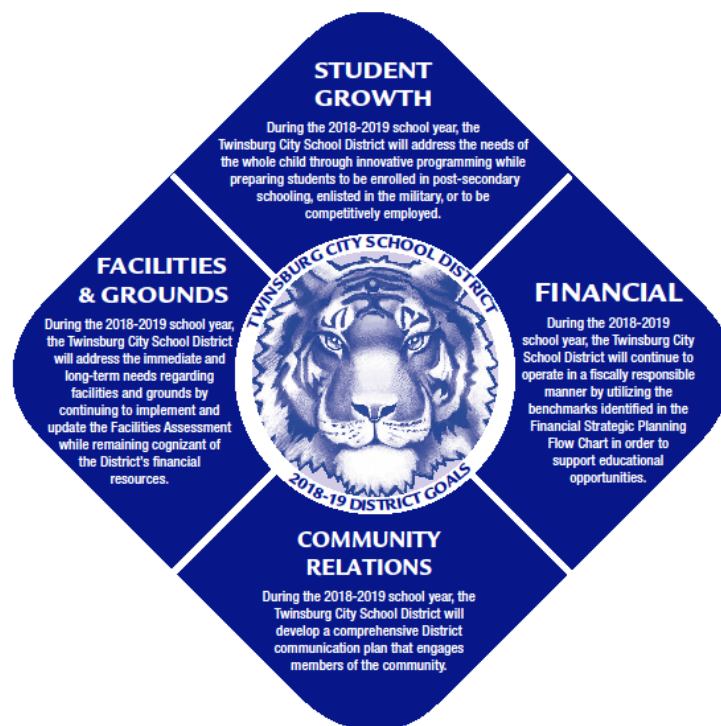 STUDENT
GROWTH
During the 2018-2019 school year, the
Twinsburg City School District will address the needs of
the whole child through innovative programming while
preparing students to be enrolled in post-secondary
schooling, enlisted in the military, or to be
competitively employed.
FACILITIES
& GROUNDS
During the 2018-2019 school year,
the Twinsburg City School District
will address the immediate and
long-term needs regarding
facilities and grounds by
continuing to implement and
update the Facilities Assessment
while remaining cognizant of
the District's financial
resources.
TWINSBURG CITY SCHOOL DISTRICT
2018-19 DISTRICT GOALS
FINANCIAL
During the 2018-2019
school year, the Twinsburg City
School District will continue to
operate in a fiscally responsible
manner by utilizing the
benchmarks identified in the
Financial Strategic Planning
Flow Chart in order to
support educational
opportunities.
COMMUNITY
RELATIONS
During the 2018-2019 school year, the
Twinsburg City School District will
develop a comprehensive District
communication plan that engages
members of the community.